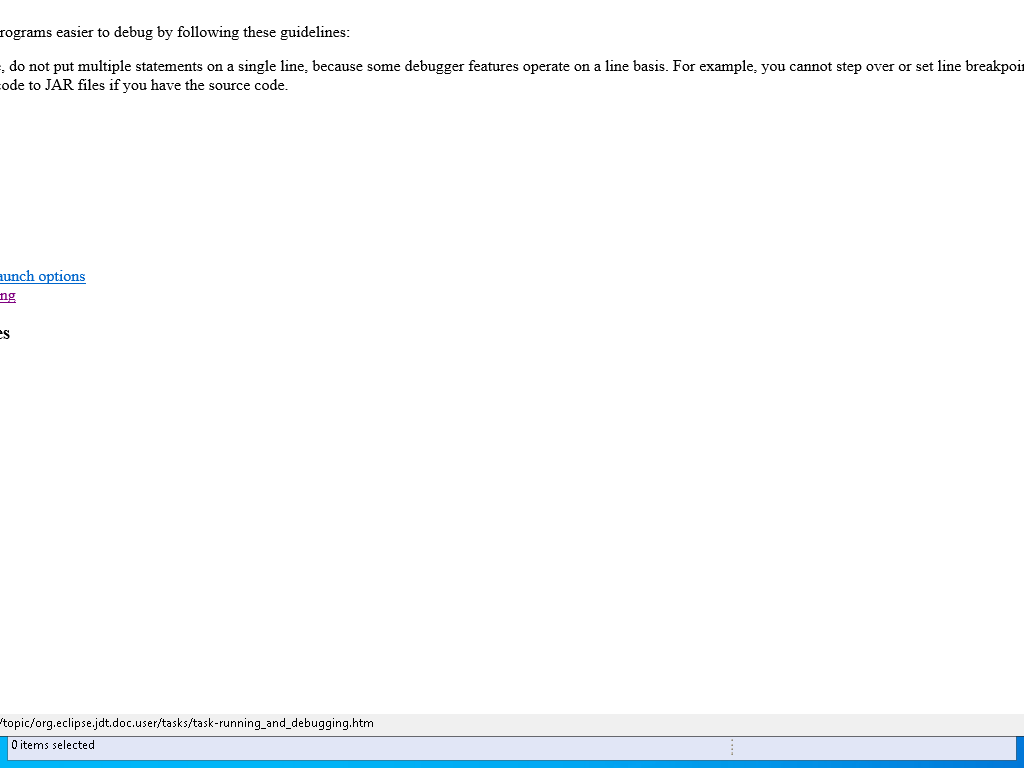 rograms easier to debug by following these guidelines:
, do not put multiple statements on a single line, because some debugger features operate on a line basis. For example, you cannot step over or set line breakpoin
ode to JAR files if you have the source code.
aunch options
ng
es
/topic/org.eclipse.jdt.doc.user/tasks/task-running_and_debugging.htm
0 items selected